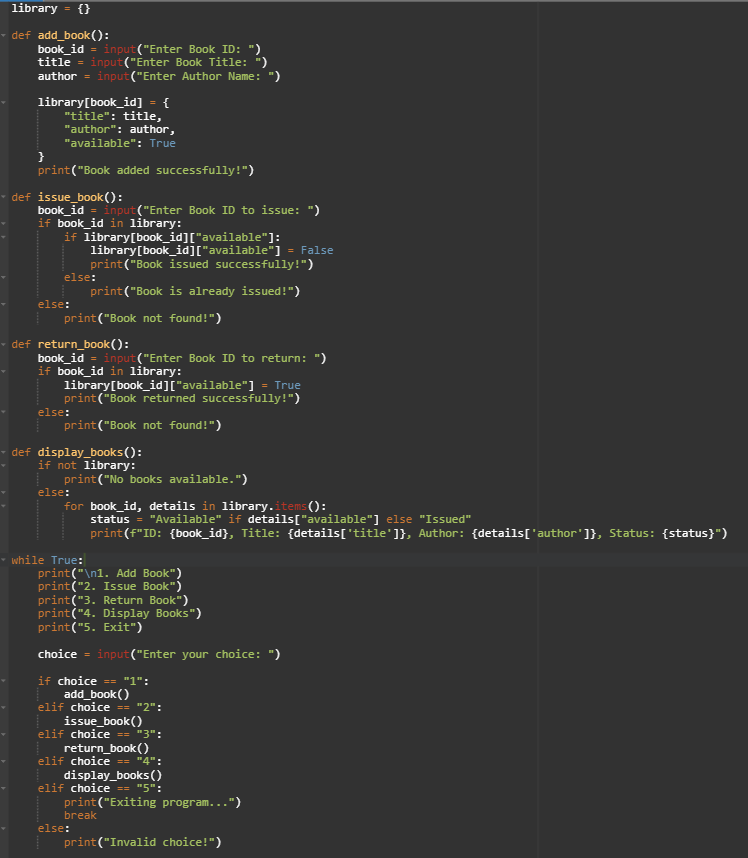 library = {}

def add_book():
    book_id = input("Enter Book ID: ")
    title = input("Enter Book Title: ")
    author = input("Enter Author Name: ")

    library[book_id] = {
        "title": title,
        "author": author,
        "available": True
    }
    print("Book added successfully!")

def issue_book():
    book_id = input("Enter Book ID to issue: ")
    if book_id in library:
        if library[book_id]["available"]:
            library[book_id]["available"] = False
            print("Book issued successfully!")
        else:
            print("Book is already issued!")
    else:
        print("Book not found!")

def return_book():
    book_id = input("Enter Book ID to return: ")
    if book_id in library:
        library[book_id]["available"] = True
        print("Book returned successfully!")
    else:
        print("Book not found!")

def display_books():
    if not library:
        print("No books available.")
    else:
        for book_id, details in library.items():
            status = "Available" if details["available"] else "Issued"
            print(f"ID: {book_id}, Title: {details['title']}, Author: {details['author']}, Status: {status}")

while True:
    print("\n1. Add Book")
    print("2. Issue Book")
    print("3. Return Book")
    print("4. Display Books")
    print("5. Exit")

    choice = input("Enter your choice: ")

    if choice == "1":
        add_book()
    elif choice == "2":
        issue_book()
    elif choice == "3":
        return_book()
    elif choice == "4":
        display_books()
    elif choice == "5":
        print("Exiting program...")
        break
    else:
        print("Invalid choice!")